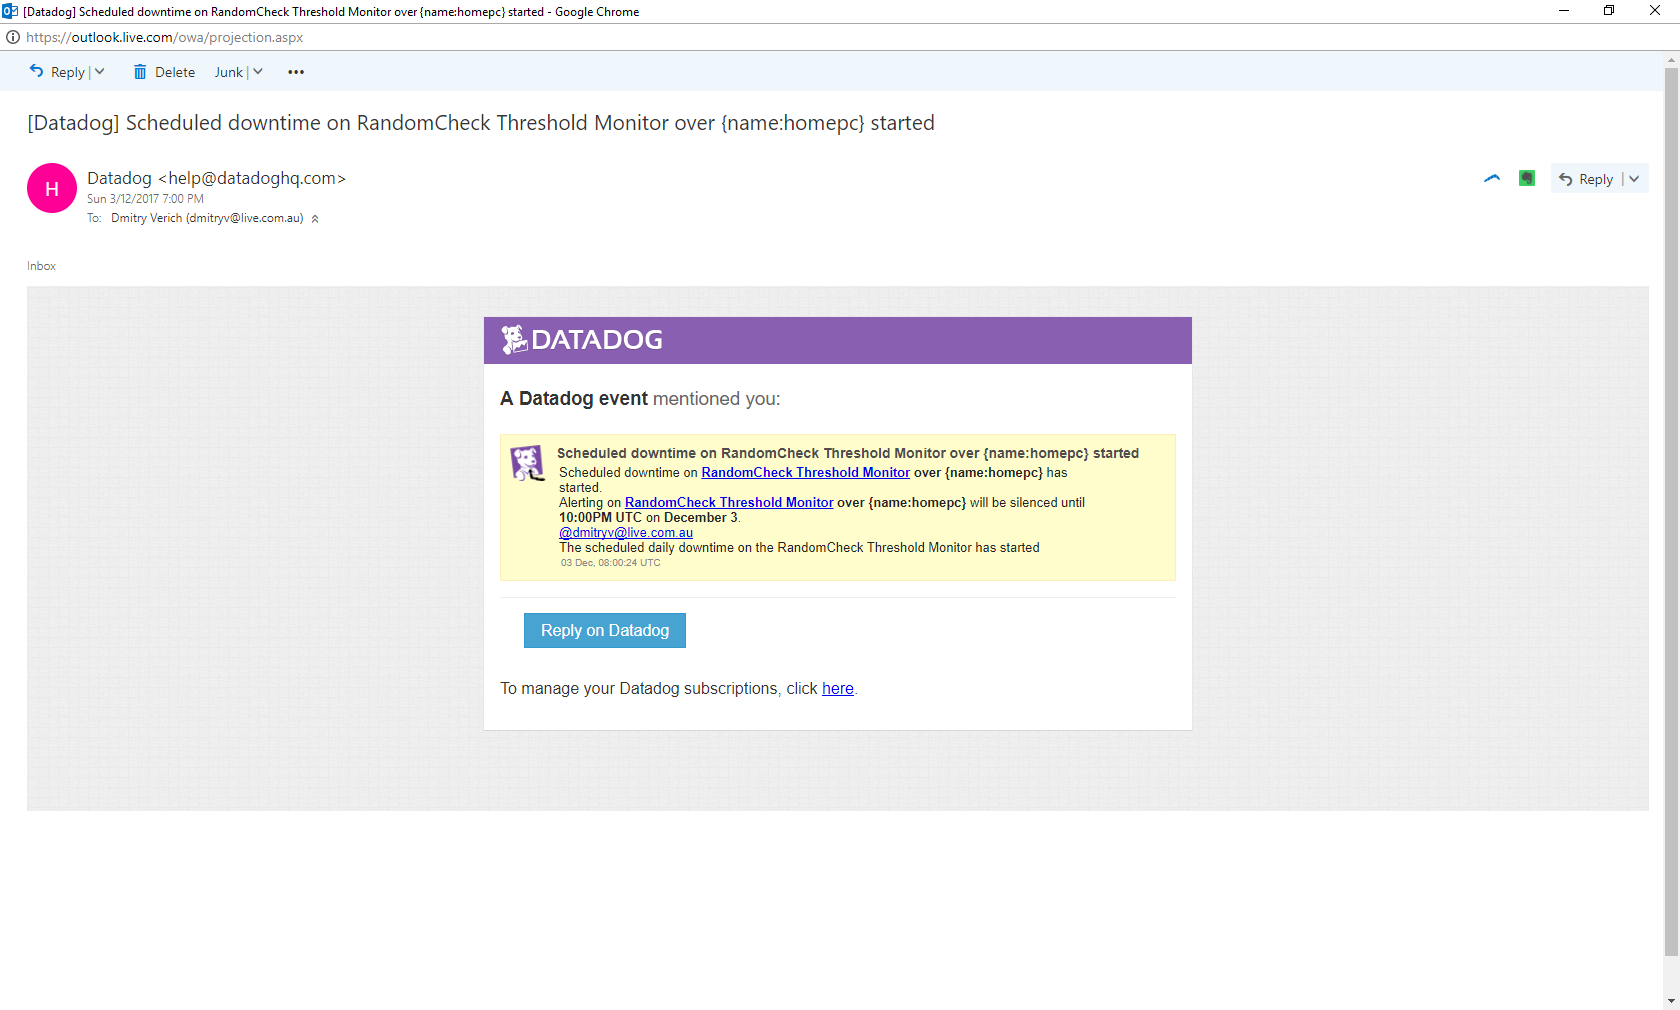 [Datadog] Scheduled downtime on RandomCheck Threshold Monitor over {name:homepc} started - Google Chrome
https://outlook.live.com/owa/projection.aspx
Reply | Delete Junk | •••
[Datadog] Scheduled downtime on RandomCheck Threshold Monitor over {name:homepc} started
H
Datadog <help@datadoghq.com>
Sun 3/12/2017 7:00 PM
To: Dmitry Verich (dmitryv@live.com.au)
Reply
Inbox
DATADOG
A Datadog event mentioned you:
Scheduled downtime on RandomCheck Threshold Monitor over {name:homepc} started
Scheduled downtime on RandomCheck Threshold Monitor over {name:homepc} has
started.
Alerting on RandomCheck Threshold Monitor over {name:homepc} will be silenced until
10:00PM UTC on December 3.
@dmitryv@live.com.au
The scheduled daily downtime on the RandomCheck Threshold Monitor has started
03 Dec, 08:00:24 UTC
Reply on Datadog
To manage your Datadog subscriptions, click here.